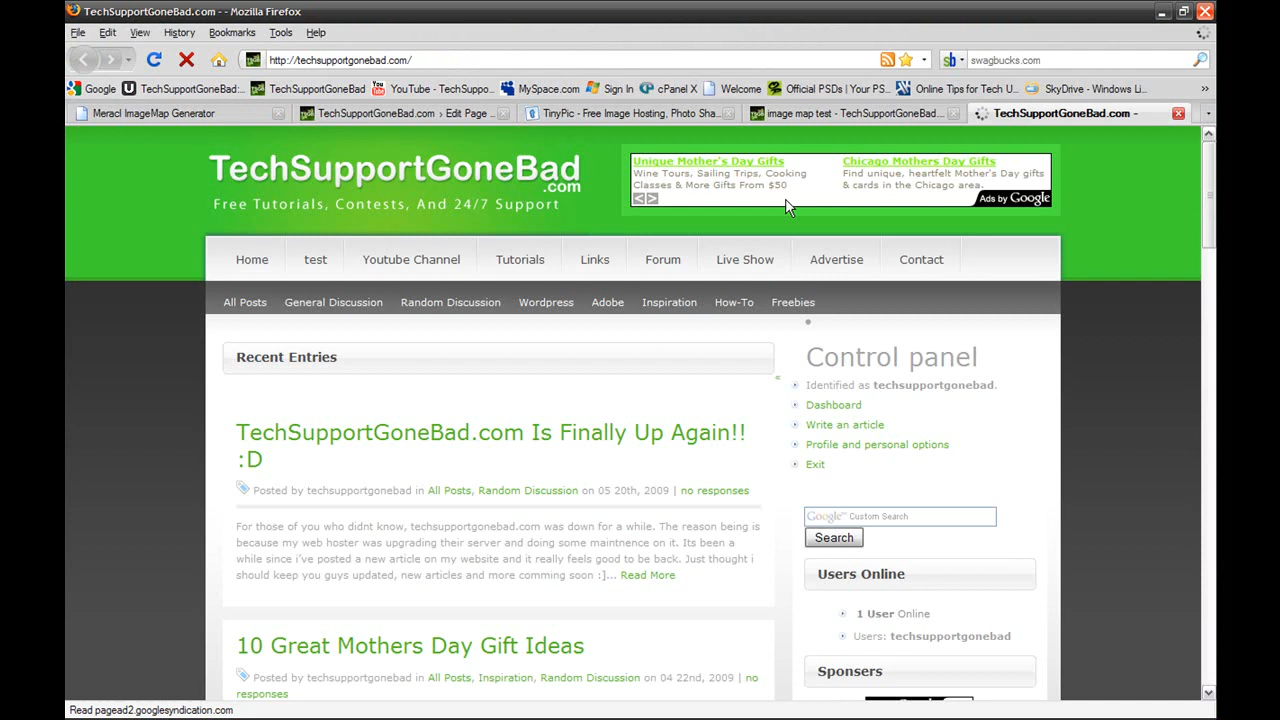 TechSupportGoneBad.com - - Mozilla Firefox
File Edit View History Bookmarks Tools Help
http://techsupportgonebad.com/ sb swagbucks.com
Google TechSupportGoneBad:... TechSupportGoneBad YouTube - TechSuppo... MySpace.com Sign In cPanel X Welcome Official PSDs | Your PS... Online Tips for Tech U... SkyDrive - Windows Li... »
Meracl ImageMap Generator TechSupportGoneBad.com › Edit Page ... TinyPic - Free Image Hosting, Photo Sha... image map test - TechSupportGoneBad... TechSupportGoneBad.com -
TechSupportGoneBad
.com
Free Tutorials, Contests, And 24/7 Support
Unique Mother's Day Gifts
Wine Tours, Sailing Trips, Cooking
Classes & More Gifts From $50
Chicago Mothers Day Gifts
Find unique, heartfelt Mother's Day gifts
& cards in the Chicago area.
Ads by Google
Home test Youtube Channel Tutorials Links Forum Live Show Advertise Contact
All Posts General Discussion Random Discussion Wordpress Adobe Inspiration How-To Freebies
Recent Entries
«
TechSupportGoneBad.com Is Finally Up Again!!
:D
Posted by techsupportgonebad in All Posts, Random Discussion on 05 20th, 2009 | no responses
For those of you who didnt know, techsupportgonebad.com was down for a while. The reason being is
because my web hoster was upgrading their server and doing some maintnence on it. Its been a
while since i've posted a new article on my website and it really feels good to be back. Just thought i
should keep you guys updated, new articles and more comming soon :]... Read More
10 Great Mothers Day Gift Ideas
Posted by techsupportgonebad in All Posts, Inspiration, Random Discussion on 04 22nd, 2009 | no
responses
Control panel
Identified as techsupportgonebad.
Dashboard
Write an article
Profile and personal options
Exit
Google™ Custom Search
Search
Users Online
1 User Online
Users: techsupportgonebad
Sponsers
Read pagead2.googlesyndication.com